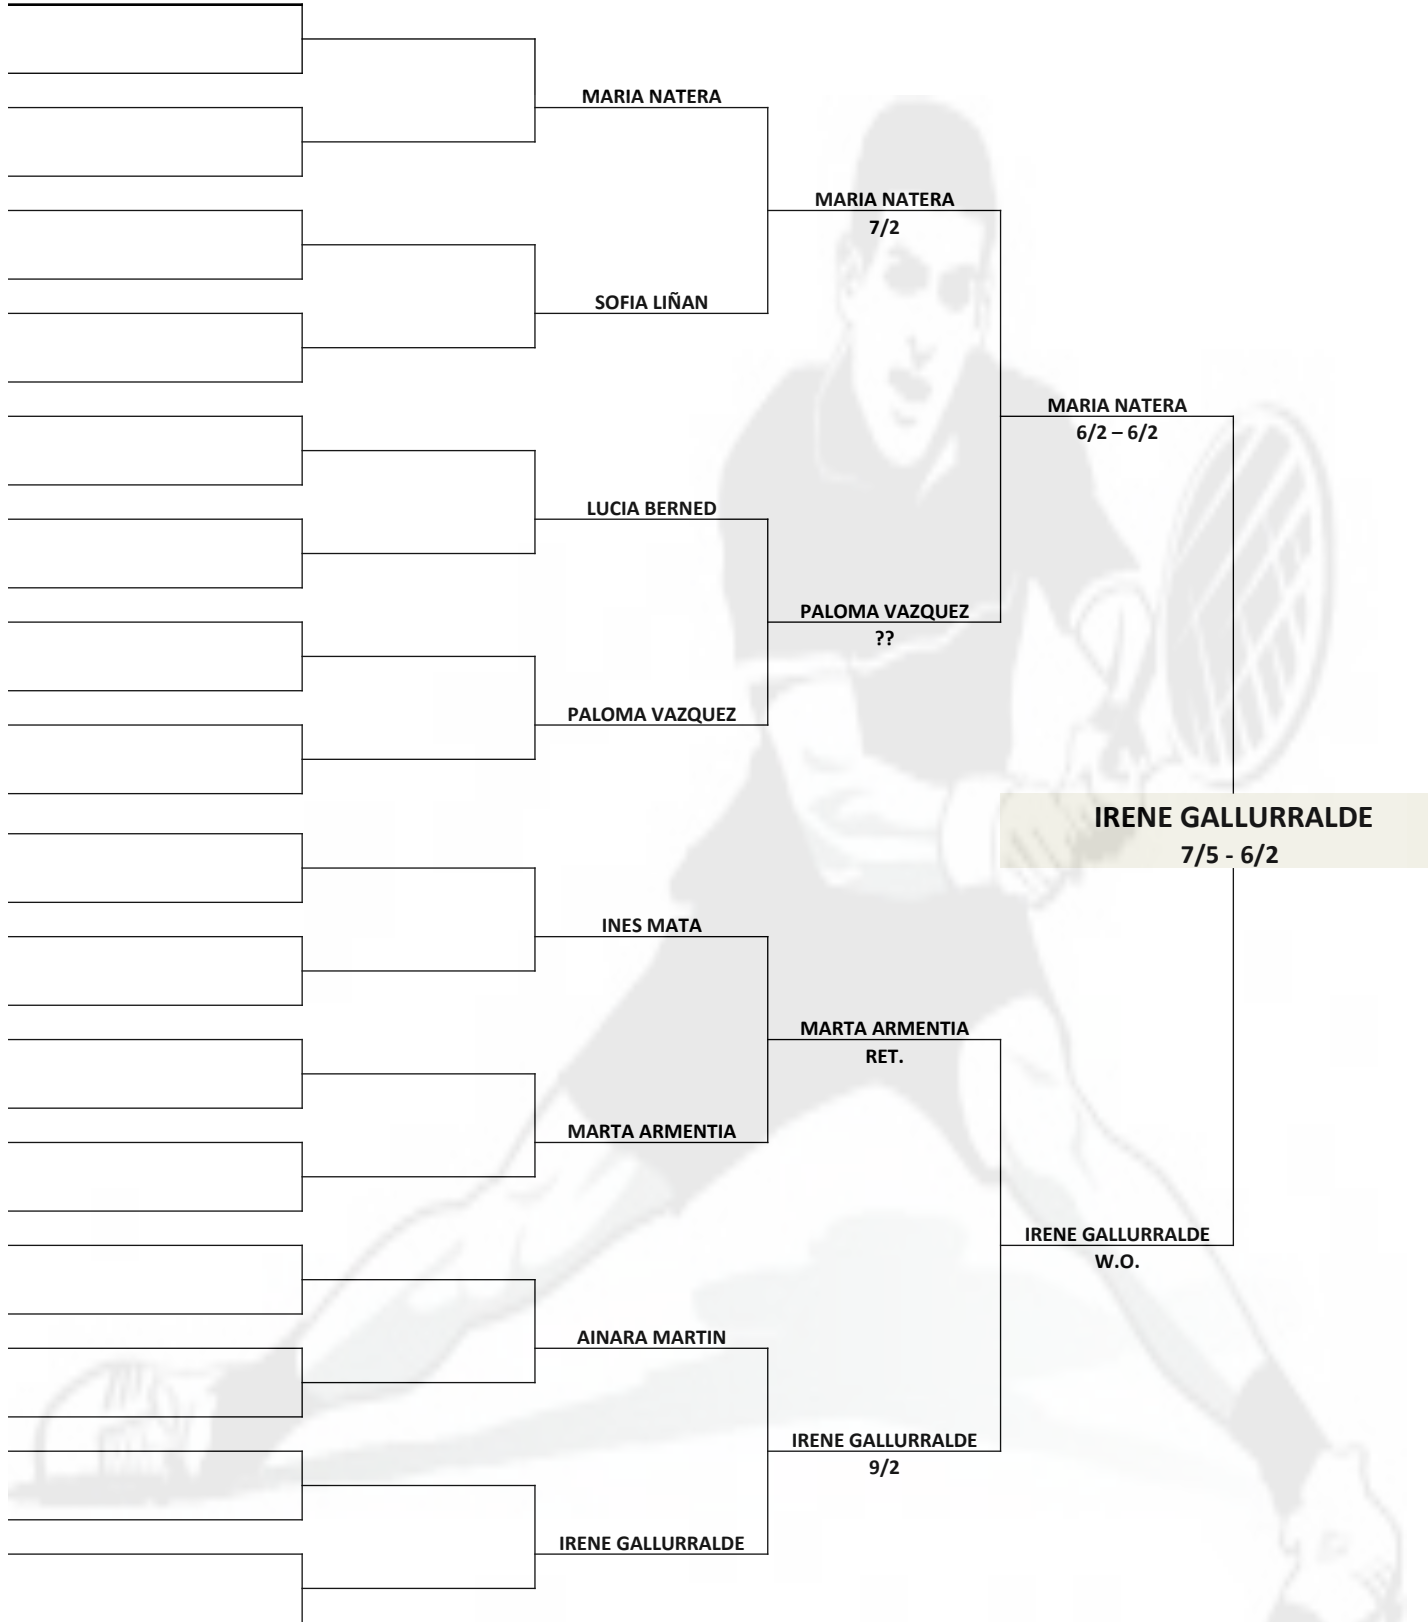 MARIA NATERA
MARIA NATERA
7/2
SOFIA LIÑAN
MARIA NATERA
6/2 – 6/2
LUCIA BERNED
PALOMA VAZQUEZ
??
PALOMA VAZQUEZ
IRENE GALLURRALDE
7/5 - 6/2
INES MATA
MARTA ARMENTIA
RET.
MARTA ARMENTIA
IRENE GALLURRALDE
W.O.
AINARA MARTIN
IRENE GALLURRALDE
9/2
IRENE GALLURRALDE